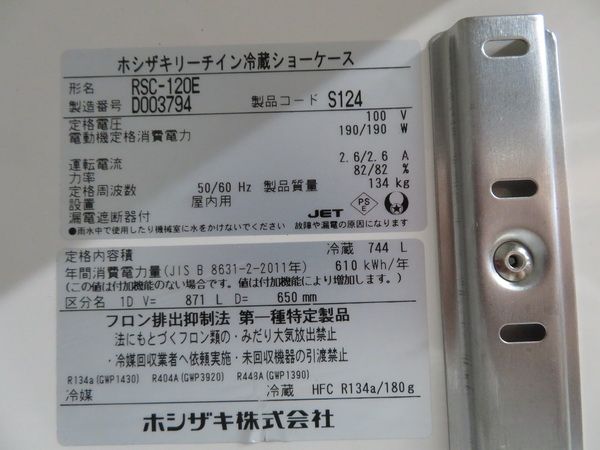 ホシザキリーチイン冷蔵ショーケース
形名 RSC-120E
製造番号 D003794 製品コード S124
定格電圧 100 V
電動機定格消費電力 190/190 W
運転電流 2.6/2.6 A
力率 82/82 %
定格周波数 50/60 Hz 製品質量 134 kg
設置 屋内用
漏電遮断器付 JET PSE
●雨水中で使用したり機械室に水をかけないでください 故障や漏電の原因になります
定格内容積 冷蔵 744 L
年間消費電力量(JIS B 8631-2-2011年) 610 kWh/年
(この値は付加機能のない場合です。値は付加機能により増加します。)
区分名 1D V= 871 L D= 650 mm
フロン排出抑制法 第一種特定製品
法にもとづくフロン類の・みだり大気放出禁止
・冷媒回収業者へ依頼実施・未回収機器の引渡禁止
R134a(GWP1430) R404A(GWP3920) R448A(GWP1390)
冷媒 冷蔵 HFC R134a/180g
ホシザキ株式会社